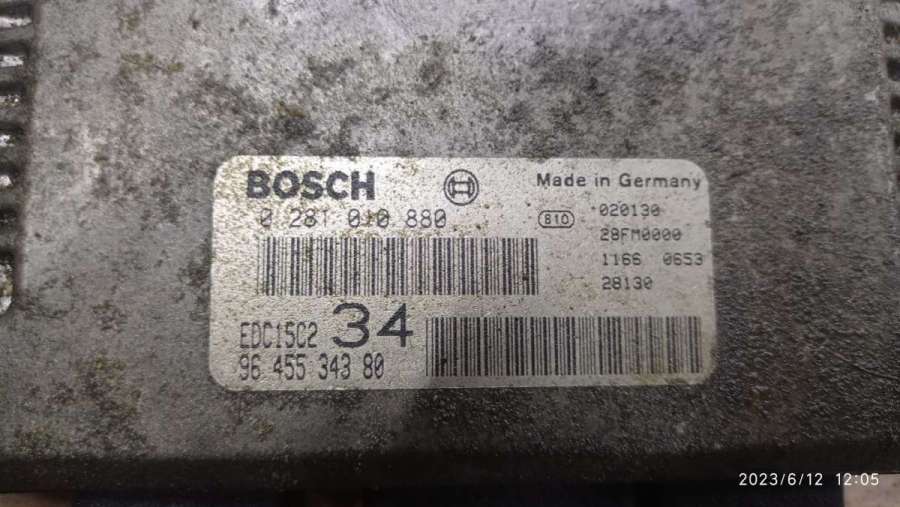 BOSCH
Made in Germany
0 281 010 880
810
020130
28FM0000
1166 0653
28130
EDC15C2 34
96 455 343 80
2023/6/12 12:05